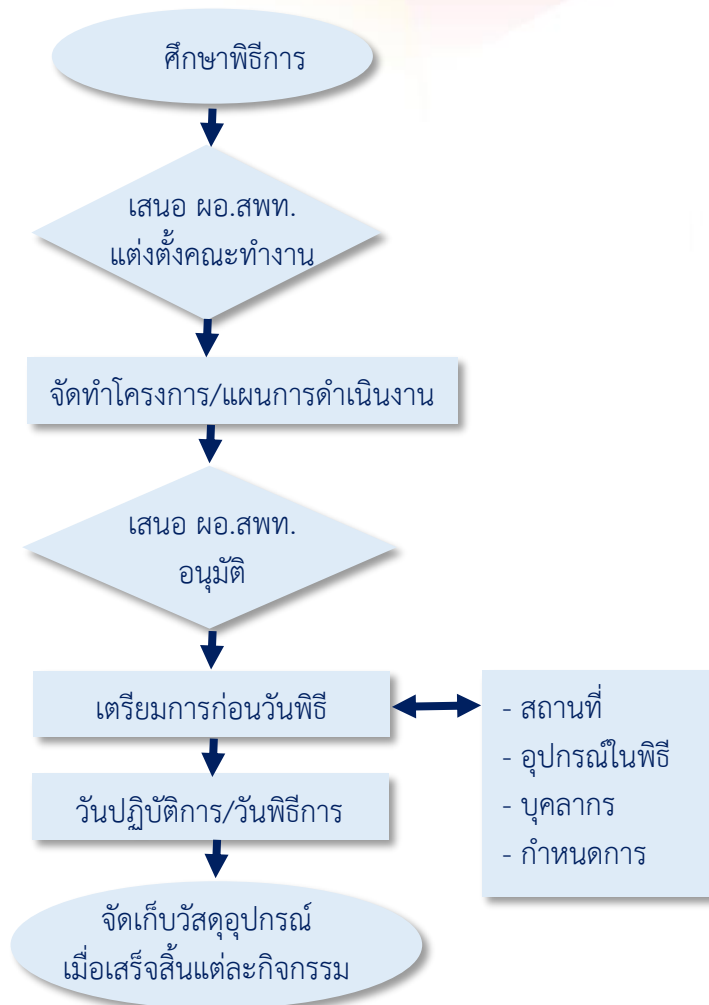 ศึกษาพิธีการ
เสนอ ผอ.สพท.
แต่งตั้งคณะทำงาน
จัดทำโครงการ/แผนการดำเนินงาน
เสนอ ผอ.สพท.
อนุมัติ
เตรียมการก่อนวันพิธี
- สถานที่
- อุปกรณ์ในพิธี
- บุคลากร
- กำหนดการ
วันปฏิบัติการ/วันพิธีการ
จัดเก็บวัสดุอุปกรณ์
เมื่อเสร็จสิ้นแต่ละกิจกรรม